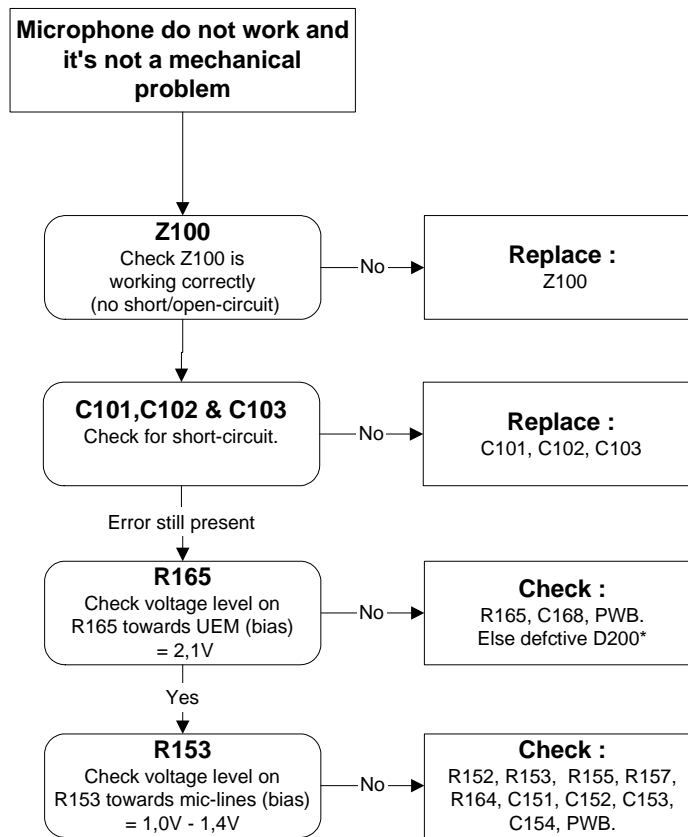 Microphone do not work and
it's not a mechanical
problem
Z100
Check Z100 is
working correctly
(no short/open-circuit)
No
Replace :
Z100
C101,C102 & C103
Check for short-circuit.
No
Replace :
C101, C102, C103
Error still present
R165
Check voltage level on
R165 towards UEM (bias)
= 2,1V
No
Check :
R165, C168, PWB.
Else defctive D200*
Yes
R153
Check voltage level on
R153 towards mic-lines (bias)
= 1,0V - 1,4V
No
Check :
R152, R153, R155, R157,
R164, C151, C152, C153,
C154, PWB.